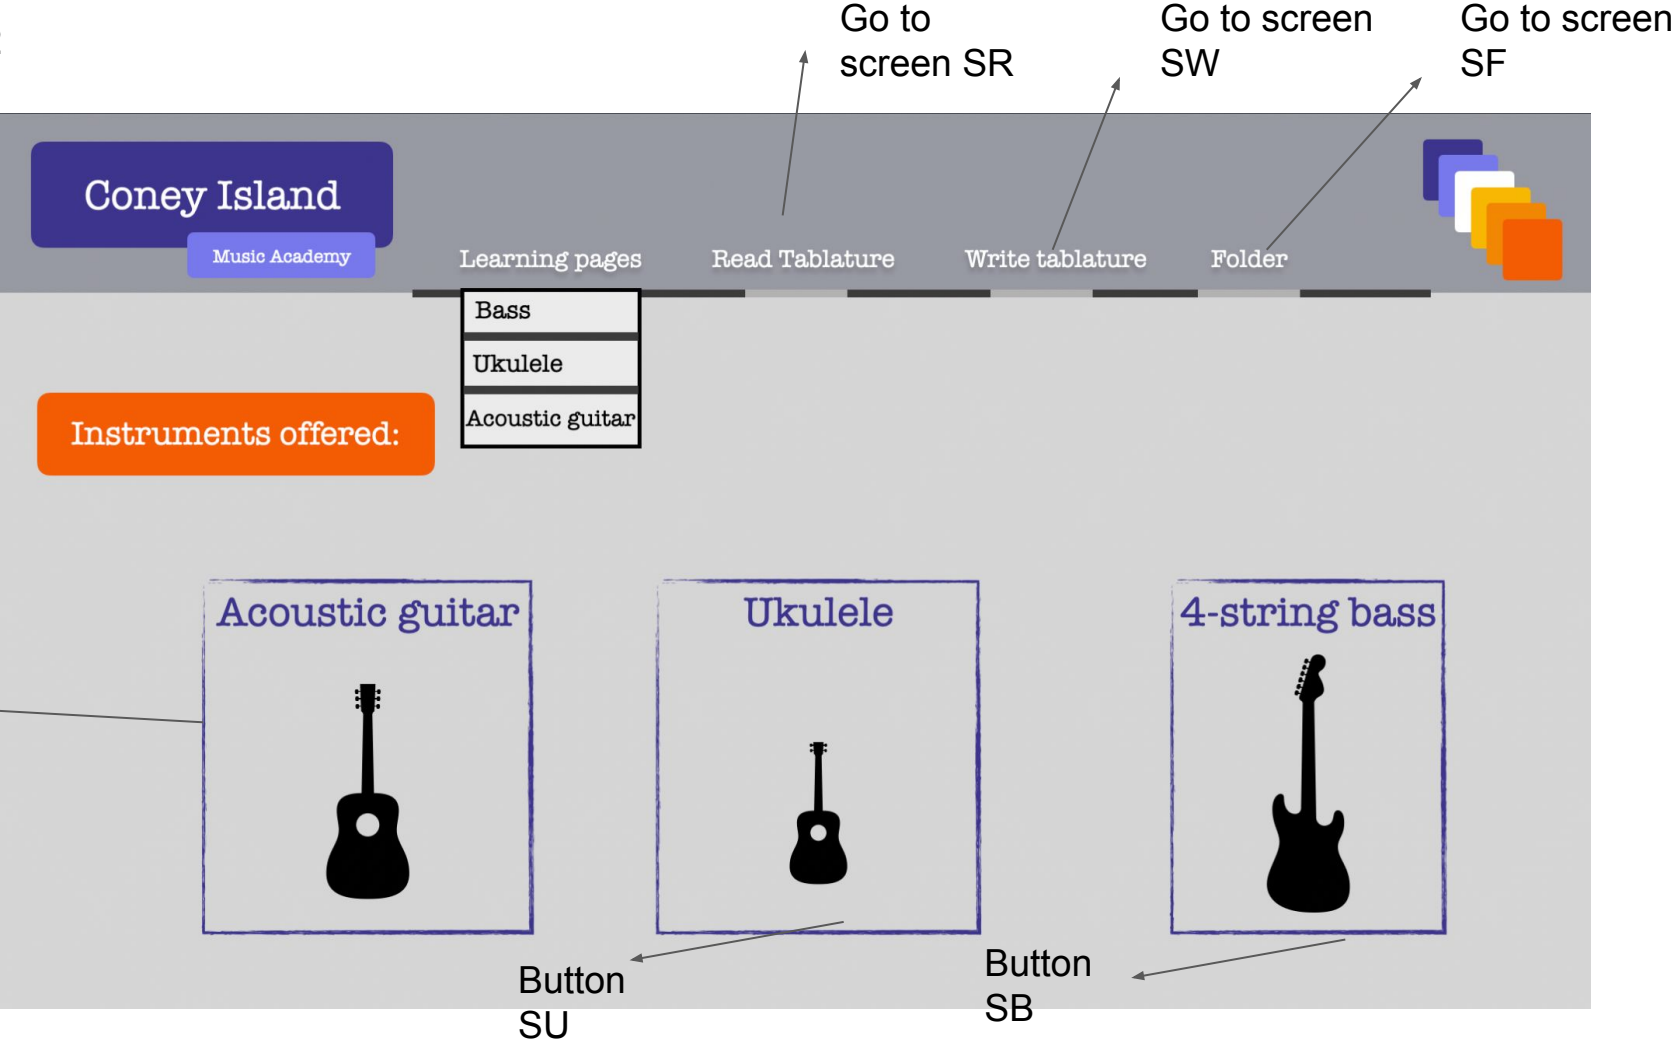 Go to
screen SR
Go to screen
SW
Go to screen
SF
Coney Island
Music Academy
Learning pages
Read Tablature
Write tablature
Folder
Bass
Ukulele
Acoustic guitar
Instruments offered:
Acoustic guitar
Ukulele
4-string bass
Button
SU
Button
SB